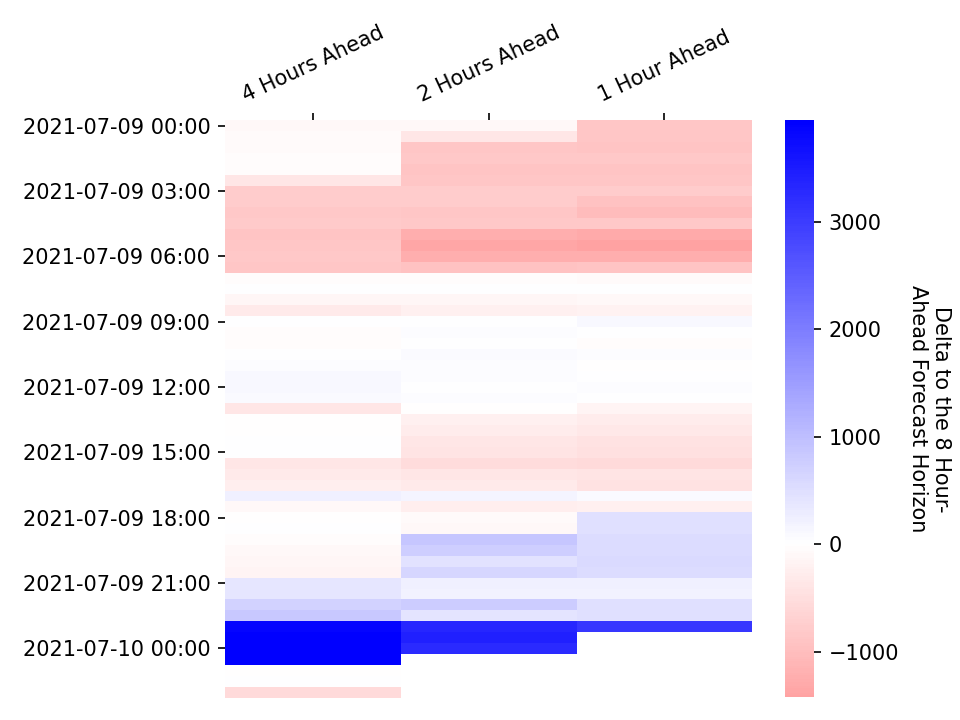 4 Hours Ahead
2 Hours Ahead
1 Hour Ahead
2021-07-09 00:00
2021-07-09 03:00
2021-07-09 06:00
2021-07-09 09:00
2021-07-09 12:00
2021-07-09 15:00
2021-07-09 18:00
2021-07-09 21:00
2021-07-10 00:00
3000
2000
1000
0
−1000
Delta to the 8 Hour-
Ahead Forecast Horizon